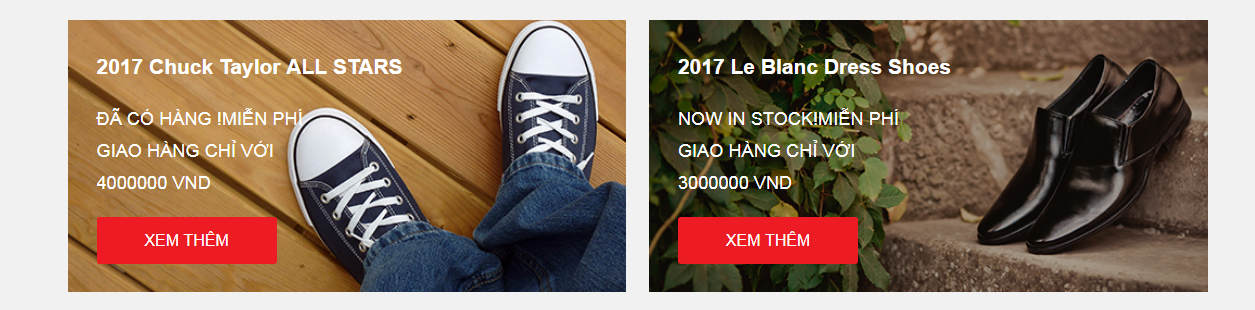 2017 Chuck Taylor ALL STARS
ĐÃ CÓ HÀNG !MIỄN PHÍ
GIAO HÀNG CHỈ VỚI
4000000 VND
XEM THÊM
2017 Le Blanc Dress Shoes
NOW IN STOCK!MIỄN PHÍ
GIAO HÀNG CHỈ VỚI
3000000 VND
XEM THÊM